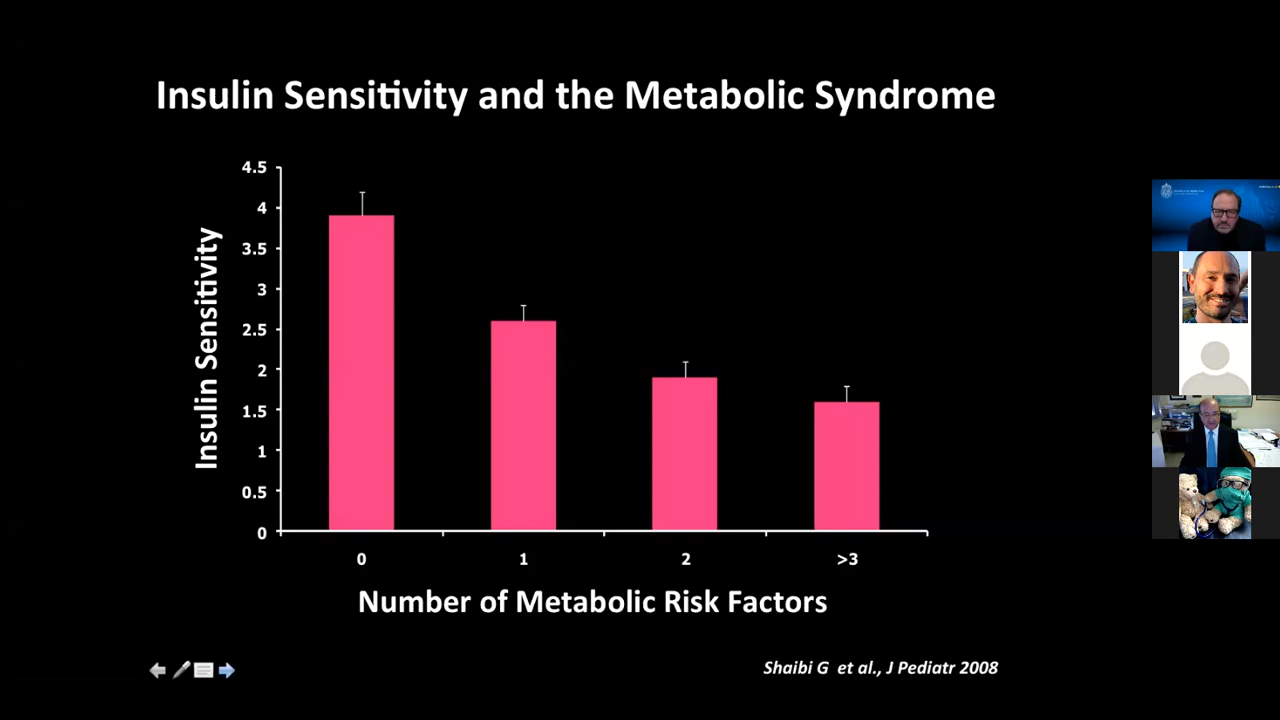 Insulin Sensitivity and the Metabolic Syndrome
4.5
4
3.5
3
2.5
2
1.5
1
0.5
0
Insulin Sensitivity
0 1 2 >3
Number of Metabolic Risk Factors
Shaibi G et al., J Pediatr 2008